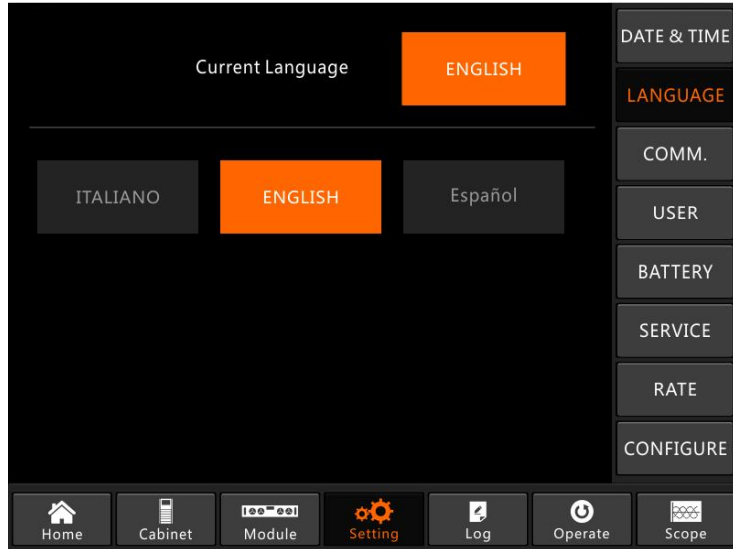 Current Language
ENGLISH
ITALIANO
ENGLISH
Español
DATE & TIME
LANGUAGE
COMM.
USER
BATTERY
SERVICE
RATE
CONFIGURE
Home
Cabinet
Module
Setting
Log
Operate
Scope